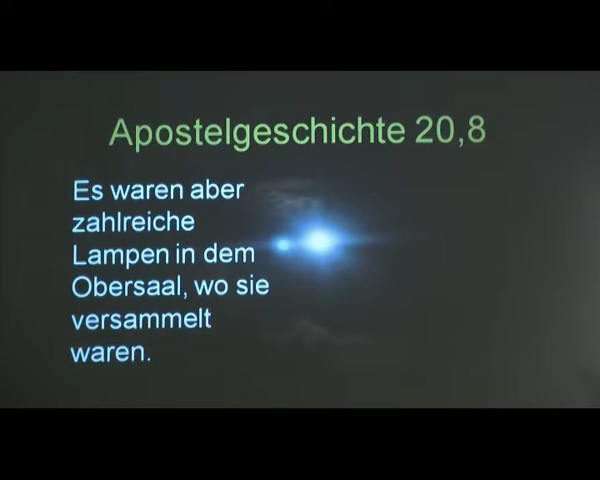 Apostelgeschichte 20,8
Es waren aber
zahlreiche
Lampen in dem
Obersaal, wo sie
versammelt
waren.